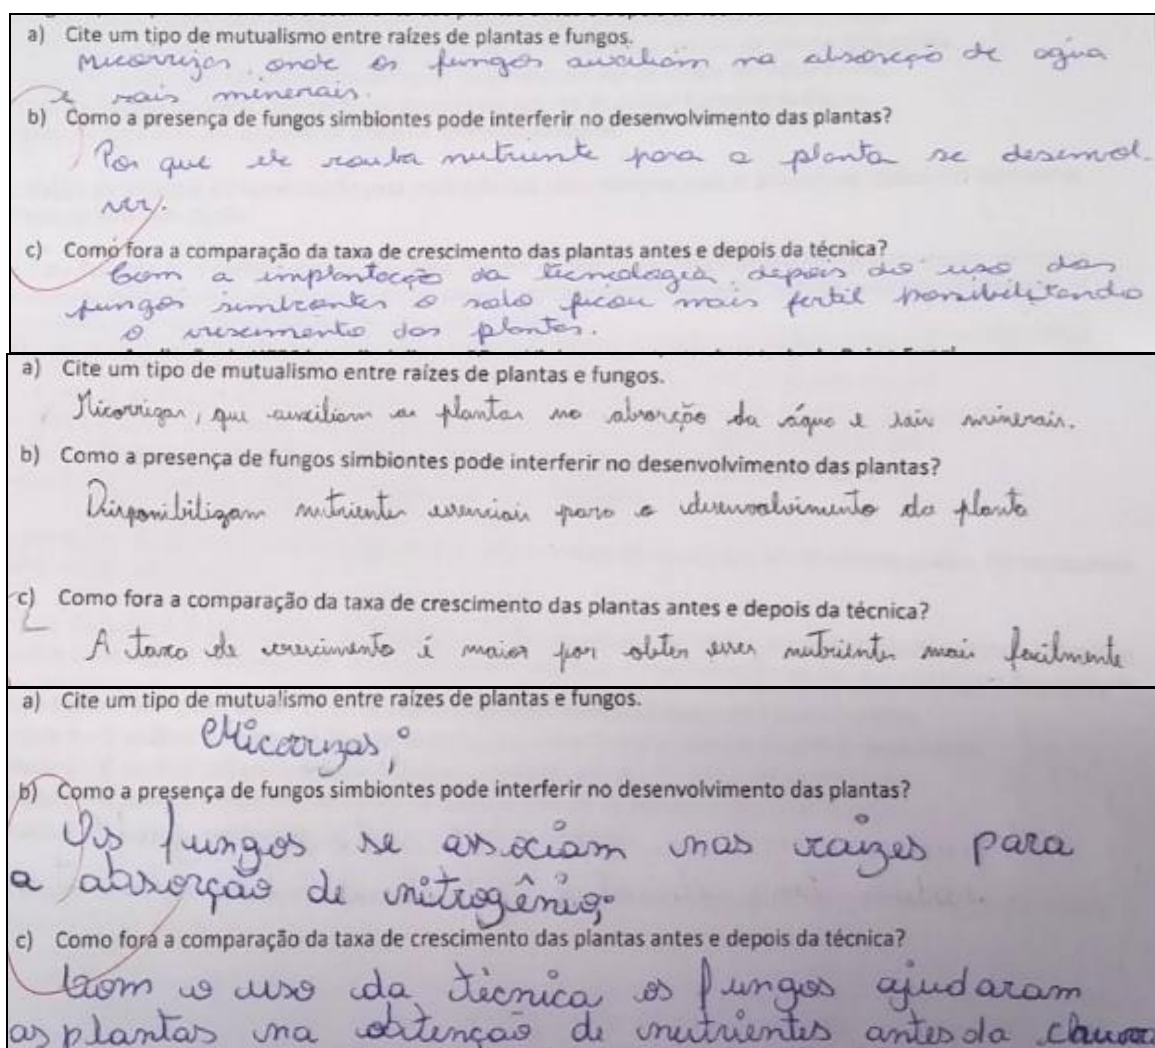 a) Cite um tipo de mutualismo entre raízes de plantas e fungos.
Micorrizas, onde os fungos auxiliam na absorção de agua
e sais minerais.
b) Como a presença de fungos simbiontes pode interferir no desenvolvimento das plantas?
Por que ele rouba nutriente para a planta se desenvol-
ver.
c) Como fora a comparação da taxa de crescimento das plantas antes e depois da técnica?
Com a implantação da tecnologia, depois do uso dos
fungos simbiontes o solo ficou mais fertil possibilitando
o crescimento das plantas.
a) Cite um tipo de mutualismo entre raízes de plantas e fungos.
Micorrizas, que auxiliam as plantas na absorção da água e sais minerais.
b) Como a presença de fungos simbiontes pode interferir no desenvolvimento das plantas?
Disponibilizam nutrientes essenciais para o desenvolvimento da planta
c) Como fora a comparação da taxa de crescimento das plantas antes e depois da técnica?
A taxa de crescimento é maior por obter esses nutrientes mais facilmente
a) Cite um tipo de mutualismo entre raízes de plantas e fungos.
Micorrizas;
b) Como a presença de fungos simbiontes pode interferir no desenvolvimento das plantas?
Os fungos se associam nas raizes para
a absorção de nitrogênio;
c) Como fora a comparação da taxa de crescimento das plantas antes e depois da técnica?
Com o uso da técnica os fungos ajudaram
as plantas na obtenção de nutrientes antes da